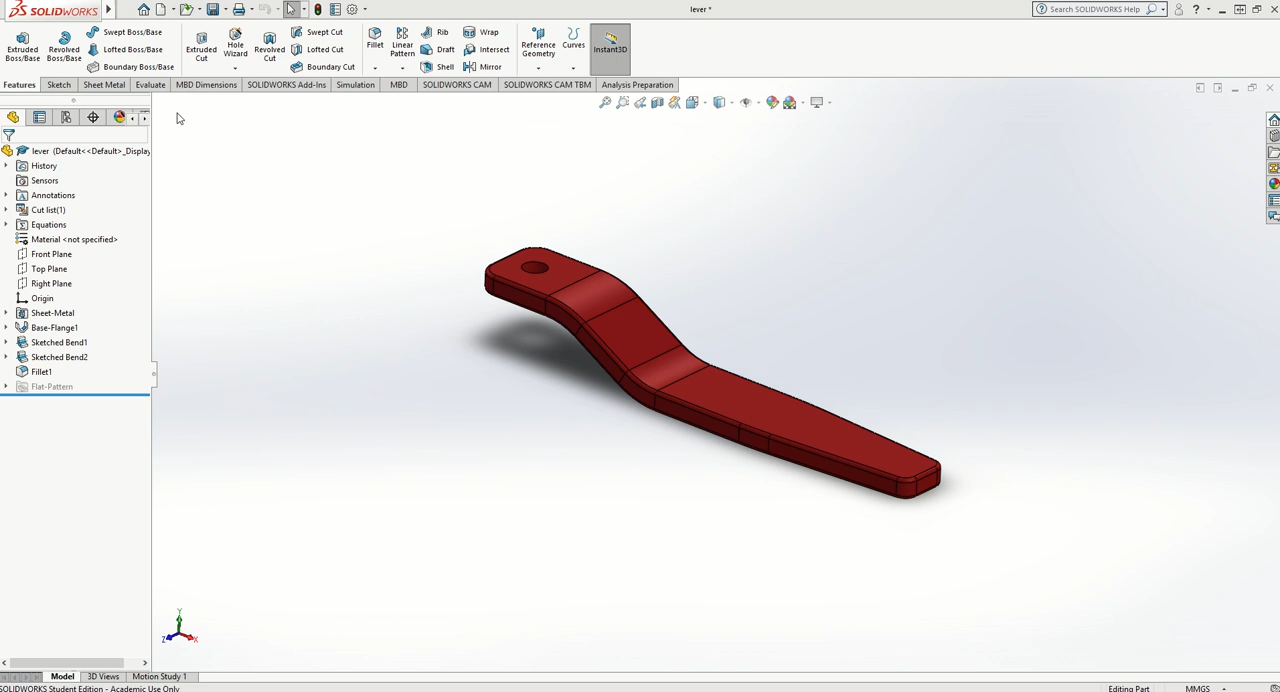 SOLIDWORKS
lever *
Search SOLIDWORKS Help
Extruded Boss/Base
Revolved Boss/Base
Swept Boss/Base
Lofted Boss/Base
Boundary Boss/Base
Extruded Cut
Hole Wizard
Revolved Cut
Swept Cut
Lofted Cut
Boundary Cut
Fillet
Linear Pattern
Rib
Draft
Shell
Wrap
Intersect
Mirror
Reference Geometry
Curves
Instant3D
Features Sketch Sheet Metal Evaluate MBD Dimensions SOLIDWORKS Add-Ins Simulation MBD SOLIDWORKS CAM SOLIDWORKS CAM TBM Analysis Preparation
lever (Default<<Default>_Display
History
Sensors
Annotations
Cut list(1)
Equations
Material <not specified>
Front Plane
Top Plane
Right Plane
Origin
Sheet-Metal
Base-Flange1
Sketched Bend1
Sketched Bend2
Fillet1
Flat-Pattern
Y
Z X
Model 3D Views Motion Study 1
SOLIDWORKS Student Edition - Academic Use Only
Editing Part MMGS